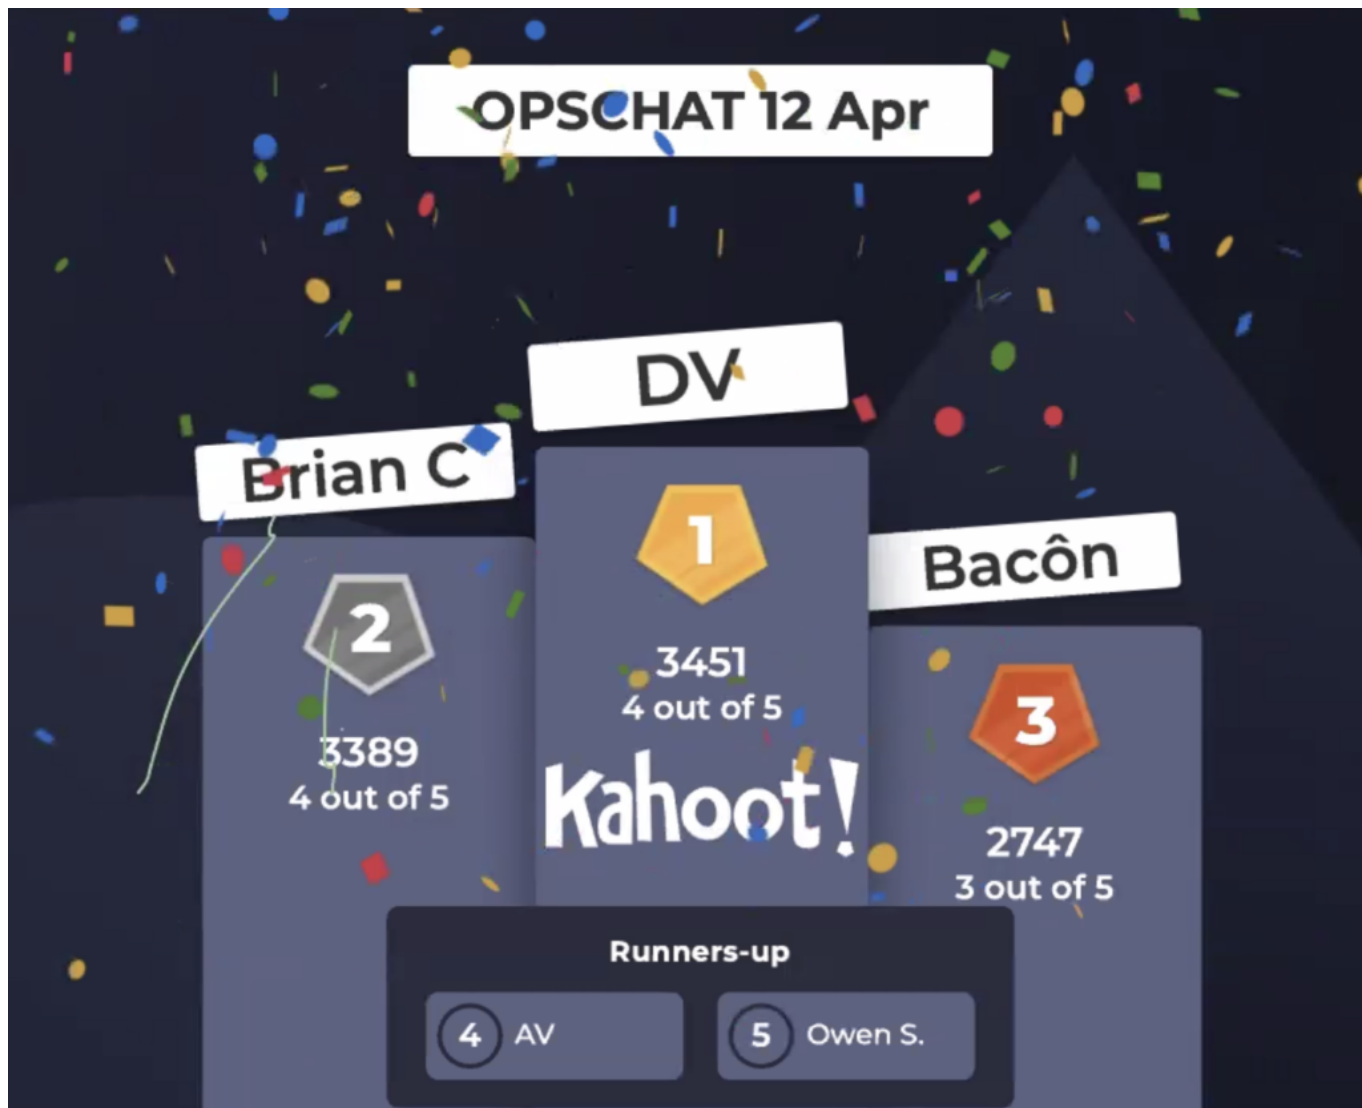 OPSCHAT 12 Apr
DV
Brian C
Bacôn
1
3451
4 out of 5
Kahoot!
2
3389
4 out of 5
3
2747
3 out of 5
Runners-up
4 AV
5 Owen S.